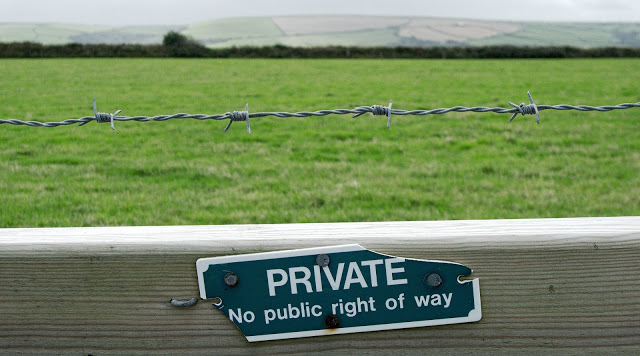 PRIVATE
No public right of way